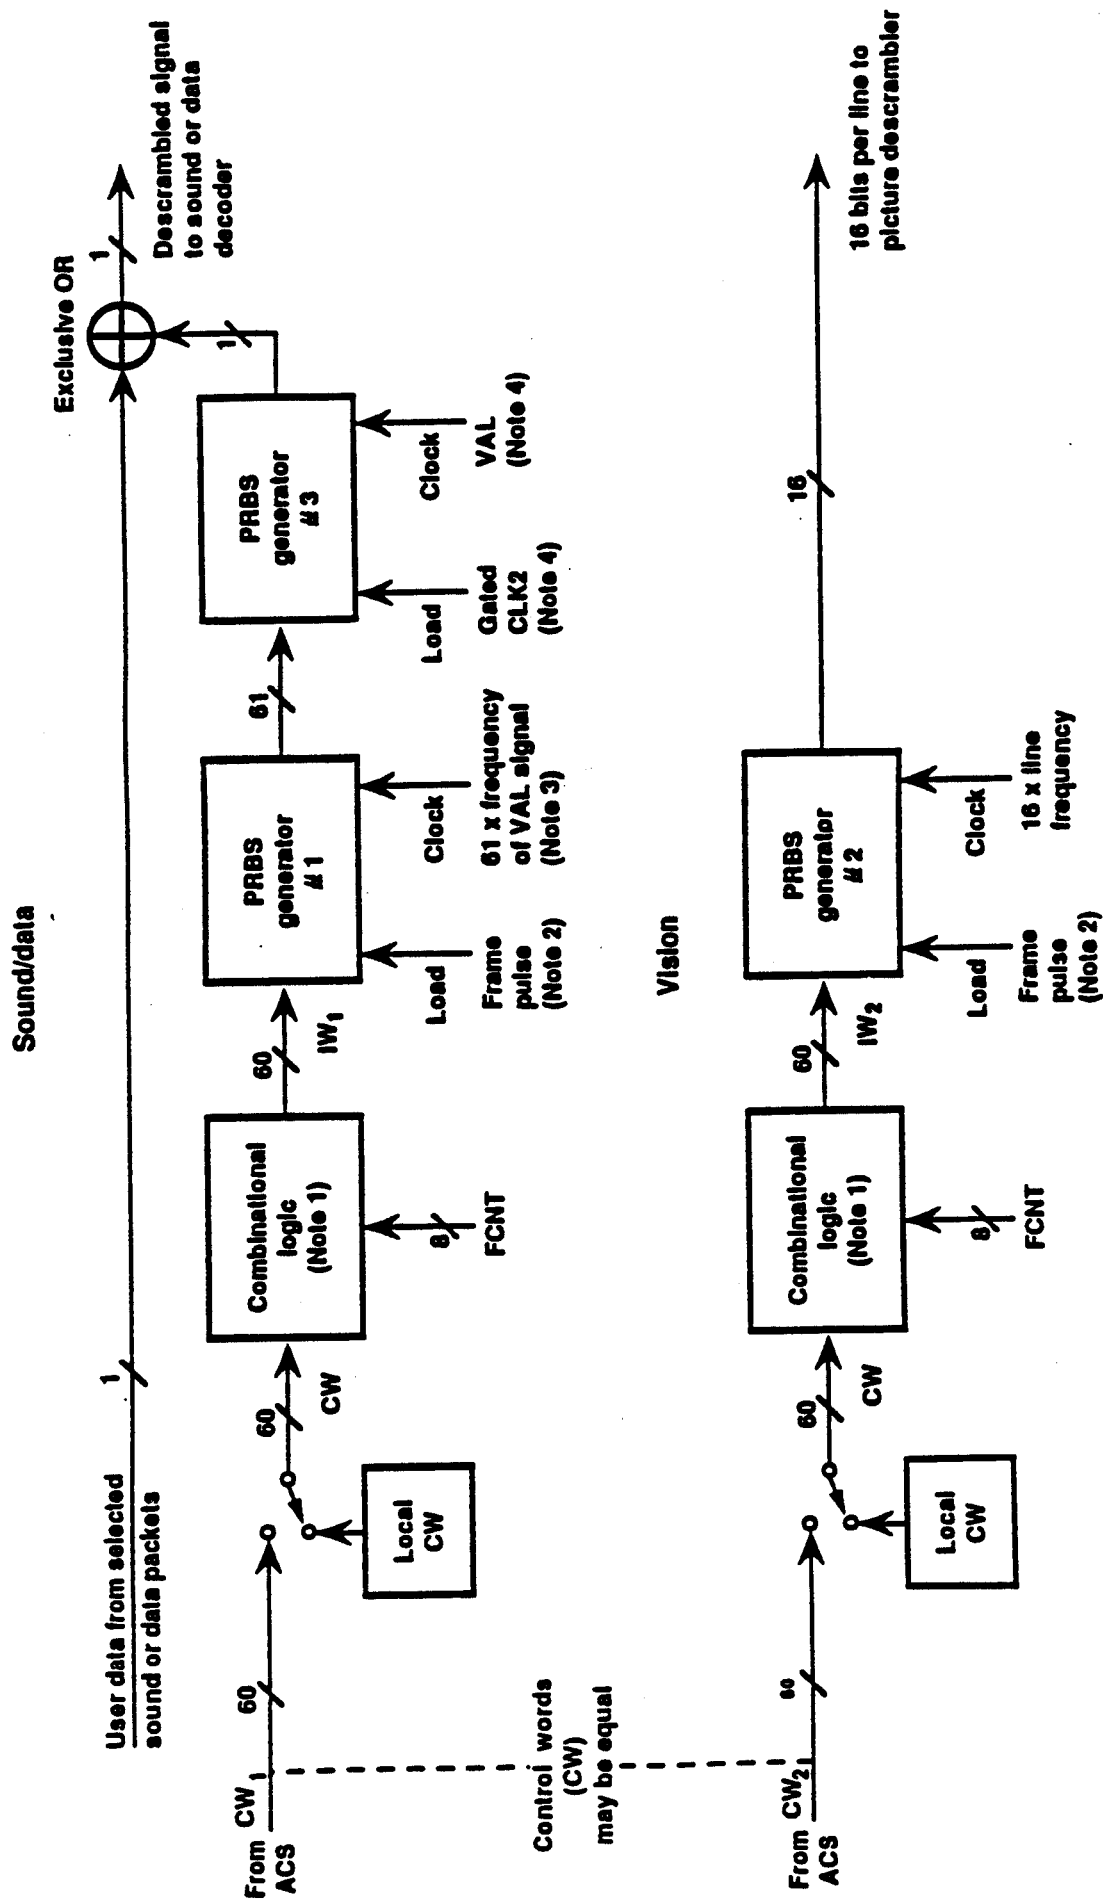 Sound/data
User data from selected
sound or data packets
1
Exclusive OR
1
Descrambled signal
to sound or data
decoder
From CW1
ACS
60
Local
CW
60
CW
Combinational
logic
(Note 1)
8
FCNT
60
IW1
PRBS
generator
#1
Load
Frame
pulse
(Note 2)
Clock
61 x frequency
of VAL signal
(Note 3)
61
PRBS
generator
#3
Load
Gated
CLK2
(Note 4)
Clock
VAL
(Note 4)
1
Control words
(CW)
may be equal
Vision
From CW2
ACS
60
Local
CW
60
CW
Combinational
logic
(Note 1)
8
FCNT
60
IW2
PRBS
generator
#2
Load
Frame
pulse
(Note 2)
Clock
16 x line
frequency
16
16 bits per line to
picture descrambler